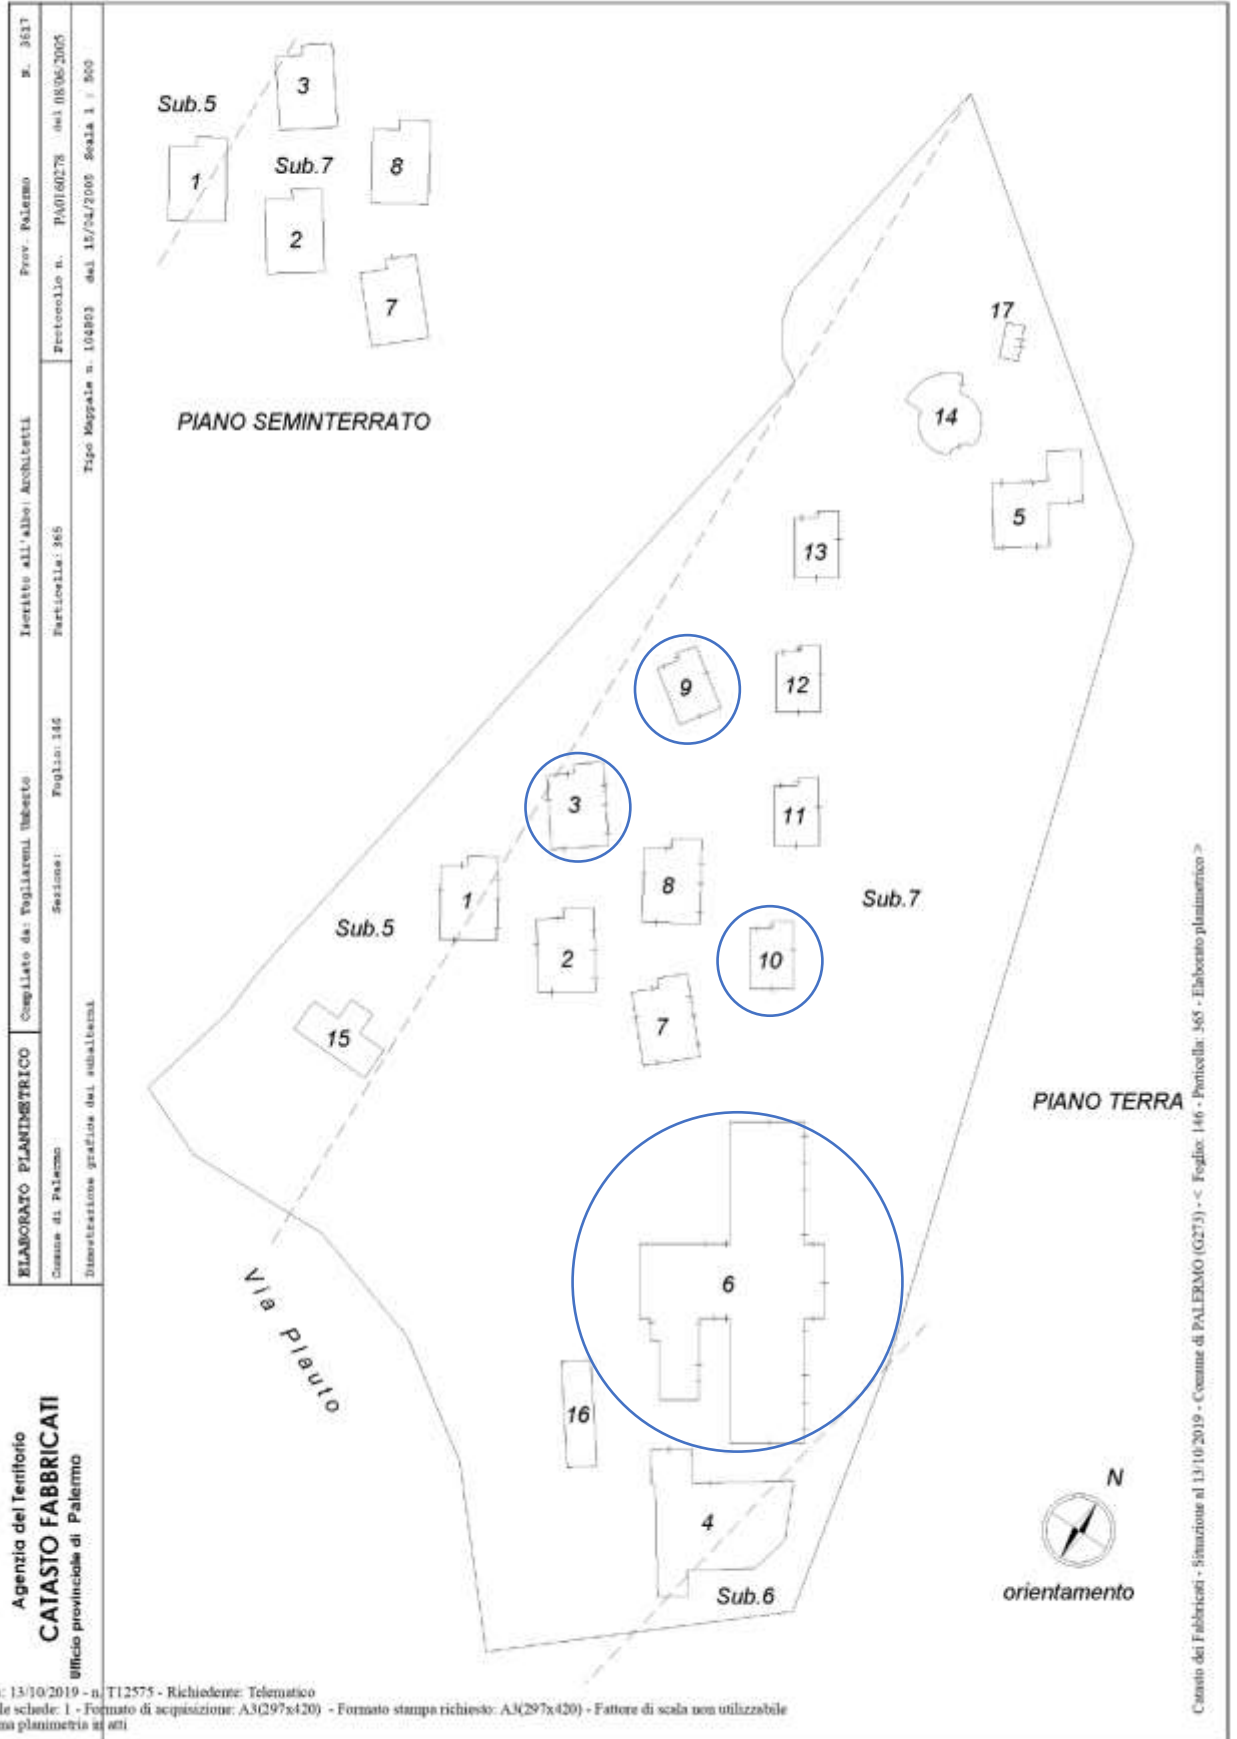 Agenzia del Territorio
CATASTO FABBRICATI
Ufficio provinciale di Palermo
ELABORATO PLANIMETRICO
Compilato da: Tagliareni Umberto
Iscritto all'albo: Architetti
Prov. Palermo
N. 3617
Comune di Palermo
Sezione:
Foglio: 146
Particella: 365
Protocollo n. PA0160278 del 08/06/2005
Dimostrazione grafica dei subalterni
Tipo Mappale n. 104803 del 15/04/2005 Scala 1 : 500
3
Sub.5
1
Sub.7
8
2
7
PIANO SEMINTERRATO
17
14
5
13
9
12
3
11
8
1
Sub.7
Sub.5
2
10
7
15
PIANO TERRA
6
Via Plauto
16
4
Sub.6
N
orientamento
Catasto dei Fabbricati - Situazione al 13/10/2019 - Comune di PALERMO (G273) - < Foglio: 146 - Particella: 365 - Elaborato planimetrico >
: 13/10/2019 - n. T12575 - Richiedente: Telematico
le schede: 1 - Formato di acquisizione: A3(297x420) - Formato stampa richiesto: A3(297x420) - Fattore di scala non utilizzabile
ma planimetria in atti